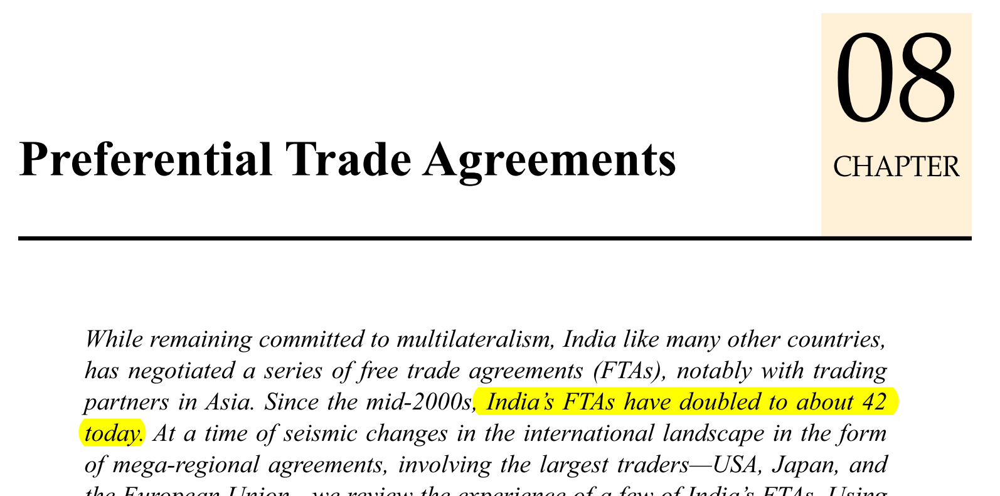 08
CHAPTER
Preferential Trade Agreements
While remaining committed to multilateralism, India like many other countries,
has negotiated a series of free trade agreements (FTAs), notably with trading
partners in Asia. Since the mid-2000s, India’s FTAs have doubled to about 42
today. At a time of seismic changes in the international landscape in the form
of mega-regional agreements, involving the largest traders—USA, Japan, and
the European Union—we review the experience of a few of India’s FTAs. Using